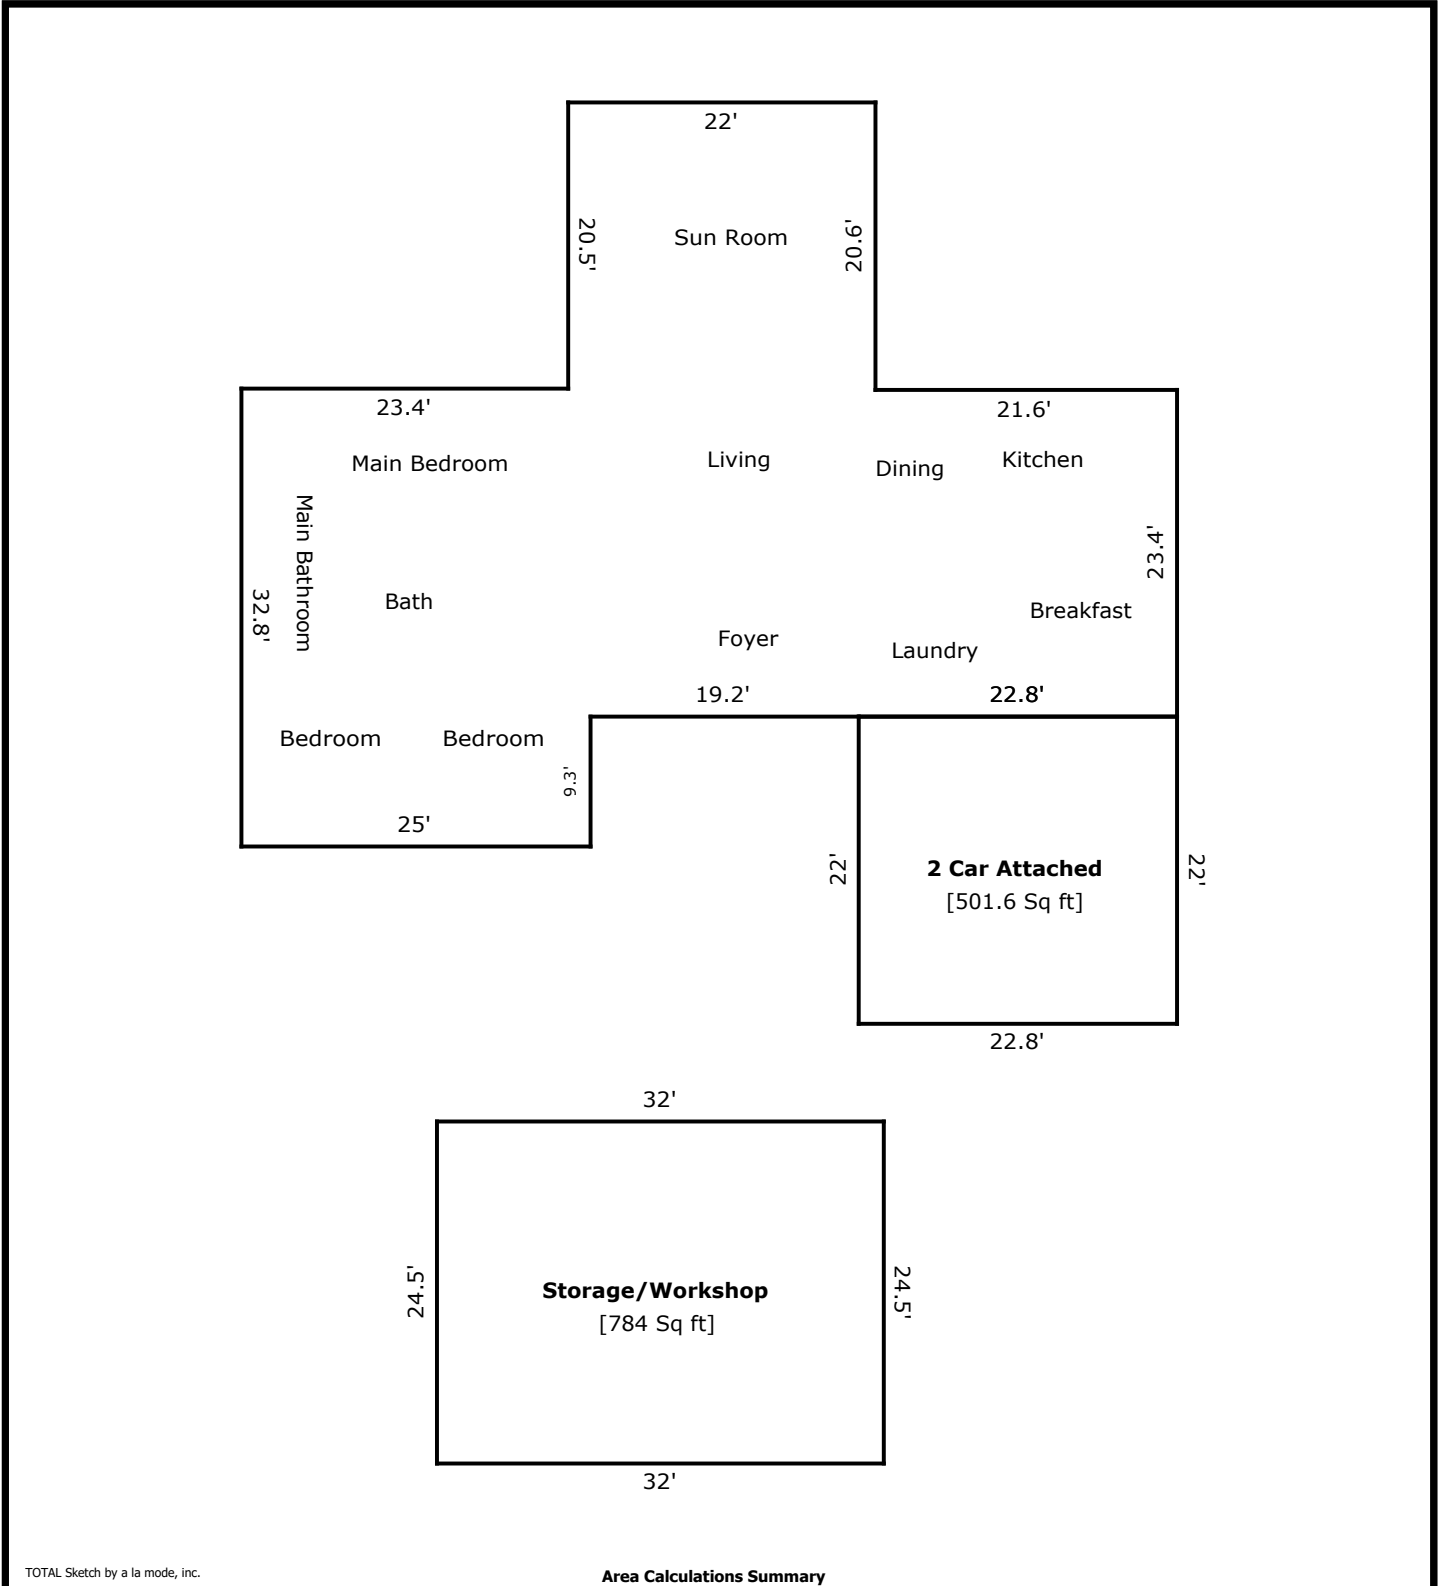 22'
20.5'
Sun Room
20.6'
23.4'
21.6'
Main Bedroom
Living
Dining
Kitchen
Main Bathroom
23.4'
32.8'
Bath
Breakfast
Foyer
Laundry
19.2'
22.8'
Bedroom
Bedroom
9.3'
25'
22'
2 Car Attached
[501.6 Sq ft]
22'
22.8'
32'
24.5'
Storage/Workshop
[784 Sq ft]
24.5'
32'
TOTAL Sketch by a la mode, inc.
Area Calculations Summary